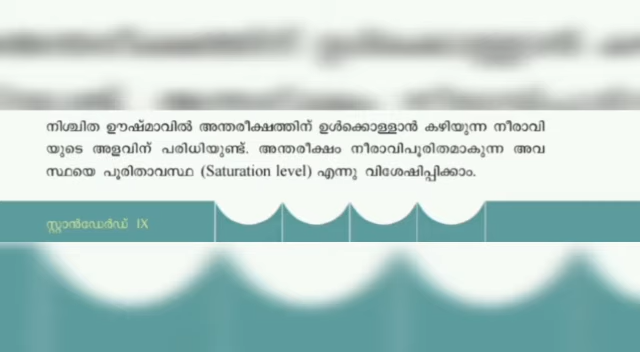 നിശ്ചിത ഊഷ്മാവിൽ അന്തരീക്ഷത്തിന് ഉൾക്കൊള്ളാൻ കഴിയുന്ന നീരാവി
യുടെ അളവിന് പരിധിയുണ്ട്. അന്തരീക്ഷം നീരാവിപൂരിതമാകുന്ന അവ
സ്ഥയെ പൂരിതാവസ്ഥ (Saturation level) എന്നു വിശേഷിപ്പിക്കാം.
സ്റ്റാൻഡേർഡ് IX